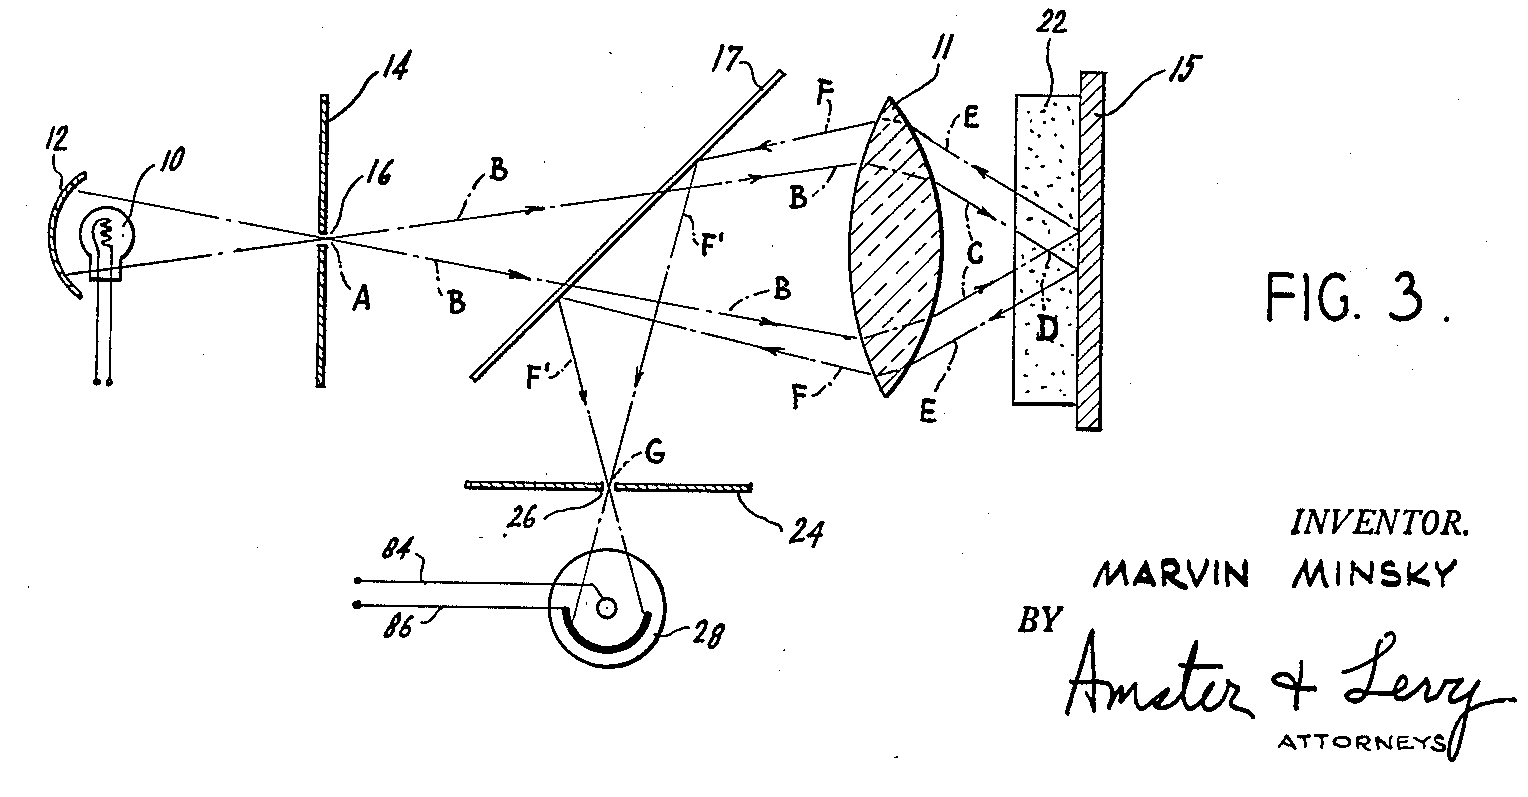 22
11
17
15
14
F
E
12
10
16
B
B
F'
C
A
B
B
D
FIG. 3.
F'
F
E
G
26
24
INVENTOR.
84
MARVIN MINSKY
86
28
BY
Amster & Levy
ATTORNEYS